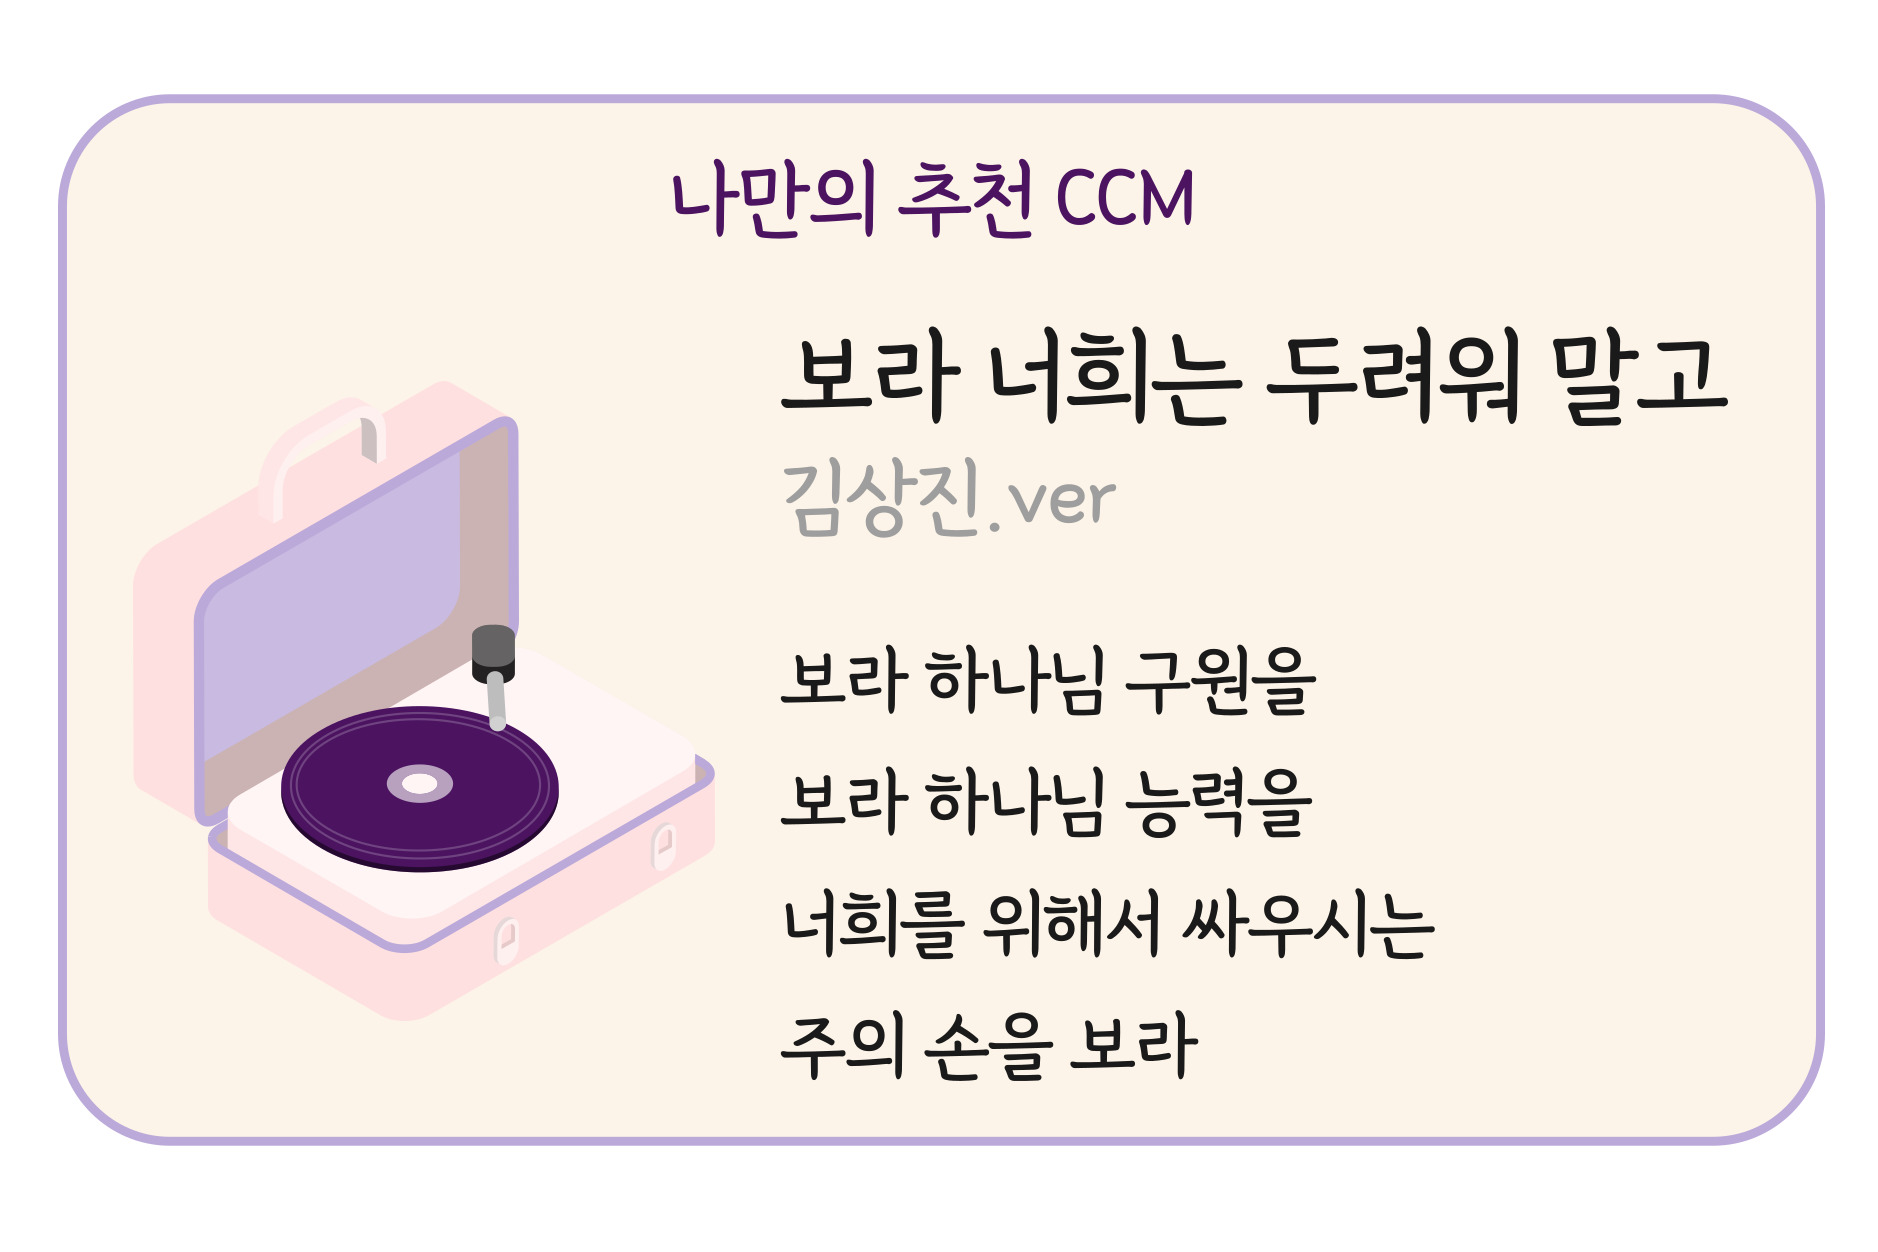 나만의 추천 CCM
보라 너희는 두려워 말고
김상진.ver
보라 하나님 구원을
보라 하나님 능력을
너희를 위해서 싸우시는
주의 손을 보라